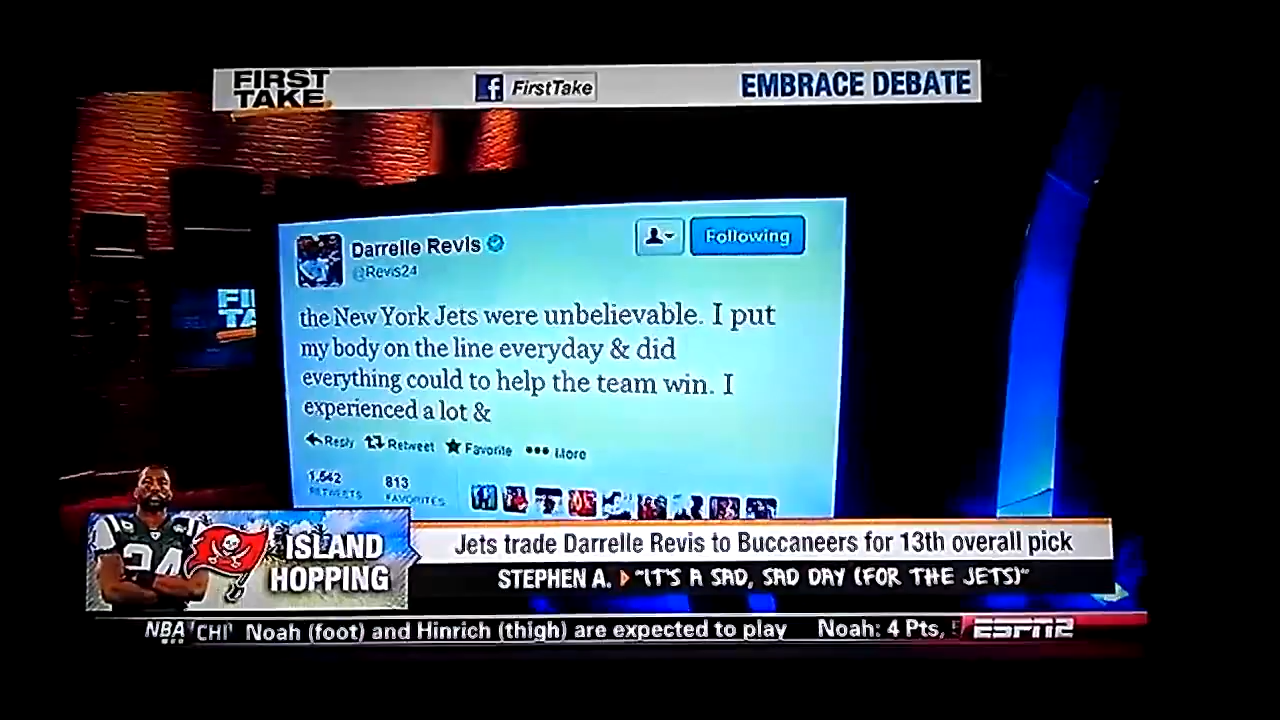 FIRST
TAKE
FirstTake
EMBRACE DEBATE
Darrelle Revis
@Revis24
Following
the New York Jets were unbelievable. I put
my body on the line everyday & did
everything could to help the team win. I
experienced a lot &
Reply Retweet Favorite More
1,542 813
RETWEETS FAVORITES
24
ISLAND
HOPPING
Jets trade Darrelle Revis to Buccaneers for 13th overall pick
STEPHEN A. "IT'S A SAD, SAD DAY (FOR THE JETS)"
NBA CHI Noah (foot) and Hinrich (thigh) are expected to play Noah: 4 Pts, ESPN2